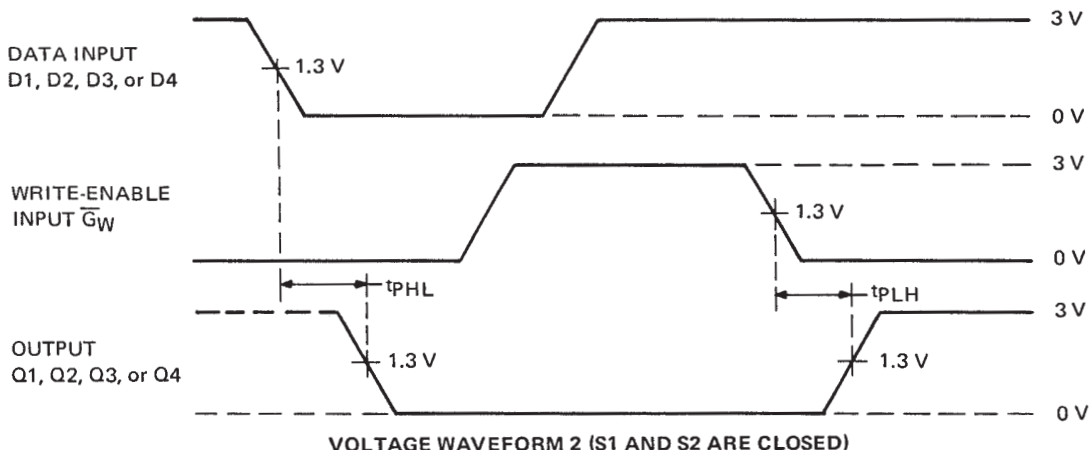 3 V
DATA INPUT
D1, D2, D3, or D4
1.3 V
0 V
3 V
WRITE-ENABLE
INPUT G̅W
1.3 V
0 V
tPHL
tPLH
3 V
OUTPUT
Q1, Q2, Q3, or Q4
1.3 V
1.3 V
0 V
VOLTAGE WAVEFORM 2 (S1 AND S2 ARE CLOSED)